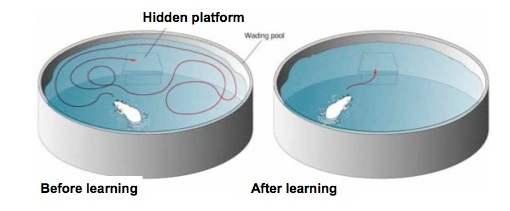 Hidden platform
Wading pool
Before learning
After learning